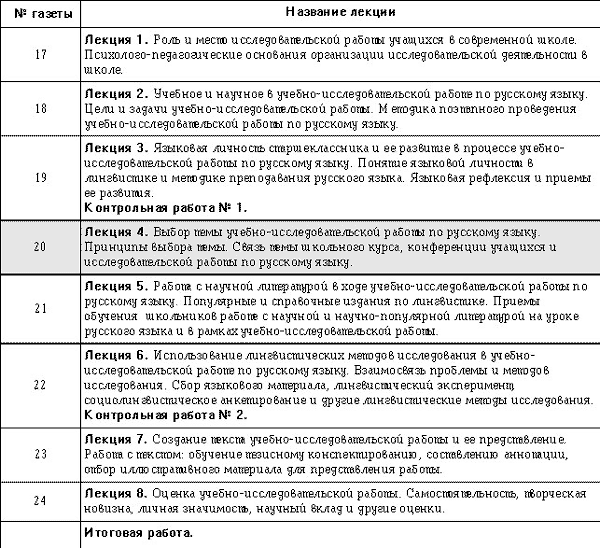 № газеты Название лекции
17 Лекция 1. Роль и место исследовательской работы учащихся в современной школе.
Психолого-педагогические основания организации исследовательской деятельности в
школе.
18 Лекция 2. Учебное и научное в учебно-исследовательской работе по русскому языку.
Цели и задачи учебно-исследовательской работы. Методика поэтапного проведения
учебно-исследовательской работы по русскому языку.
19 Лекция 3. Языковая личность старшеклассника и ее развитие в процессе учебно-
исследовательской работы по русскому языку. Понятие языковой личности в
лингвистике и методике преподавания русского языка. Языковая рефлексия и приемы
ее развития.
Контрольная работа № 1.
20 Лекция 4. Выбор темы учебно-исследовательской работы по русскому языку.
Принципы выбора темы. Связь темы школьного курса, конференции учащихся и
исследовательской работы по русскому языку.
21 Лекция 5. Работа с научной литературой в ходе учебно-исследовательской работы по
русскому языку. Популярные и справочные издания по лингвистике. Приемы
обучения школьников работе с научной и научно-популярной литературой на уроке
русского языка и в рамках учебно-исследовательской работы.
22 Лекция 6. Использование лингвистических методов исследования в учебно-
исследовательской работе по русскому языку. Взаимосвязь проблемы и методов
исследования. Сбор языкового материала, лингвистический эксперимент,
социолингвистическое анкетирование и другие лингвистические методы исследования.
Контрольная работа № 2.
23 Лекция 7. Создание текста учебно-исследовательской работы и ее представление.
Работа с текстом: обучение тезисному конспектированию, составлению аннотации,
отбор иллюстративного материала для представления работы.
24 Лекция 8. Оценка учебно-исследовательской работы. Самостоятельность, творческая
новизна, личная значимость, научный вклад и другие оценки.
Итоговая работа.